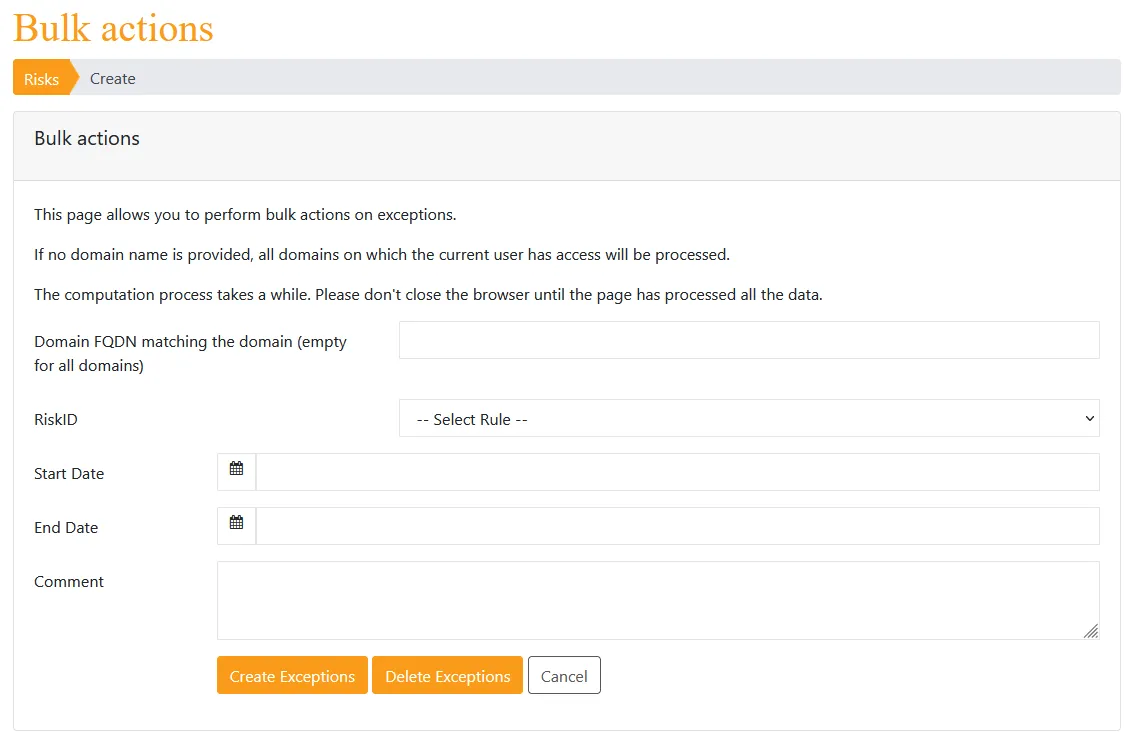 Bulk actions
Risks
Create
Bulk actions
This page allows you to perform bulk actions on exceptions.
If no domain name is provided, all domains on which the current user has access will be processed.
The computation process takes a while. Please don't close the browser until the page has processed all the data.
Domain FQDN matching the domain (empty
for all domains)
RiskID
-- Select Rule --
Start Date
End Date
Comment
Create Exceptions
Delete Exceptions
Cancel